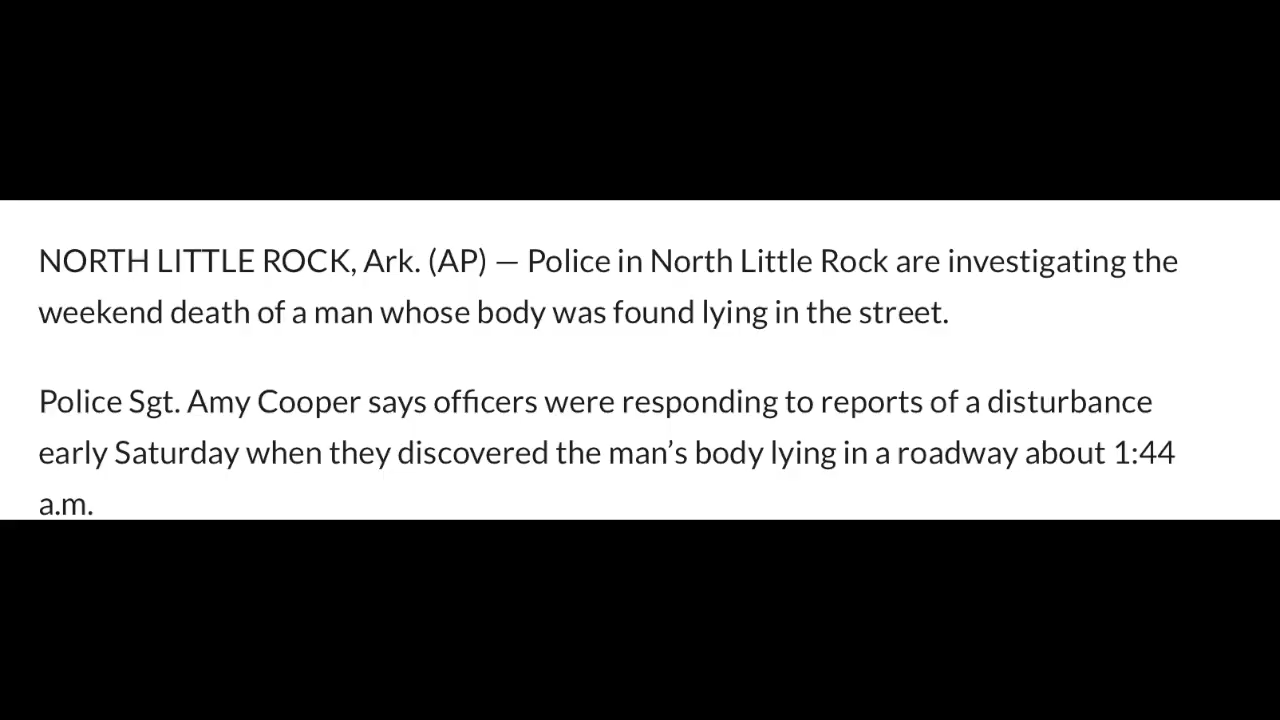 NORTH LITTLE ROCK, Ark. (AP) — Police in North Little Rock are investigating the
weekend death of a man whose body was found lying in the street.
Police Sgt. Amy Cooper says officers were responding to reports of a disturbance
early Saturday when they discovered the man’s body lying in a roadway about 1:44
a.m.